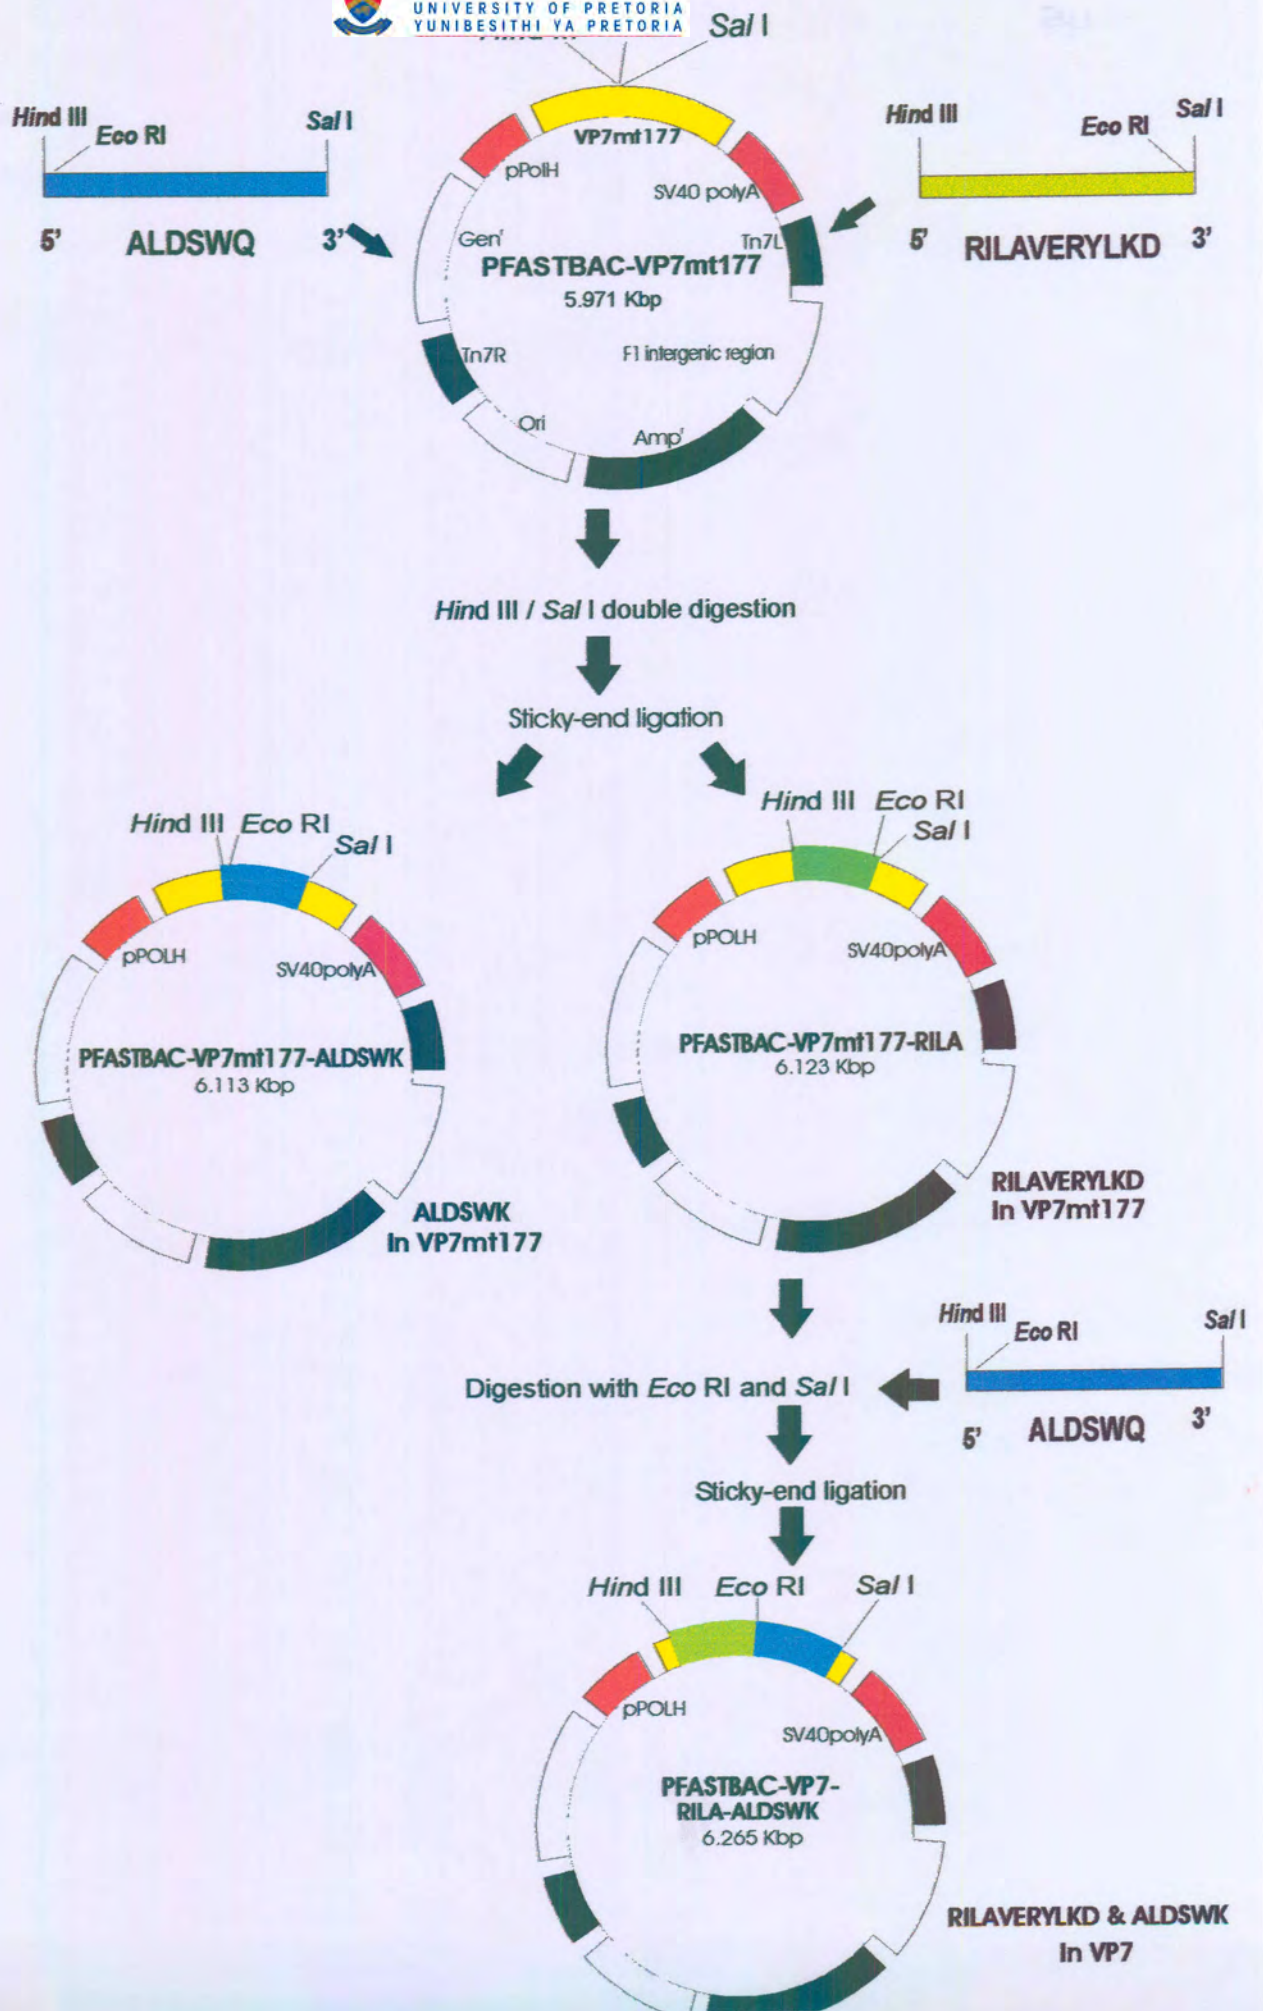 UNIVERSITY OF PRETORIA
YUNIBESITHI YA PRETORIA
Sal I
Hind III
Eco RI
Sal I
5'
ALDSWQ
3'
VP7mt177
pPolH
SV40 polyA
Gen^r
Tn7L
PFASTBAC-VP7mt177
5.971 Kbp
Tn7R
F1 intergenic region
Ori
Amp^r
Hind III
Eco RI
Sal I
5'
RILAVERYLKD
3'
Hind III / Sal I double digestion
Sticky-end ligation
Hind III
Eco RI
Sal I
pPOLH
SV40polyA
PFASTBAC-VP7mt177-ALDSWK
6.113 Kbp
ALDSWK
In VP7mt177
Hind III
Eco RI
Sal I
pPOLH
SV40polyA
PFASTBAC-VP7mt177-RILA
6.123 Kbp
RILAVERYLKD
In VP7mt177
Hind III
Eco RI
Sal I
5'
ALDSWQ
3'
Digestion with Eco RI and Sal I
Sticky-end ligation
Hind III
Eco RI
Sal I
pPOLH
SV40polyA
PFASTBAC-VP7-
RILA-ALDSWK
6.265 Kbp
RILAVERYLKD & ALDSWK
In VP7